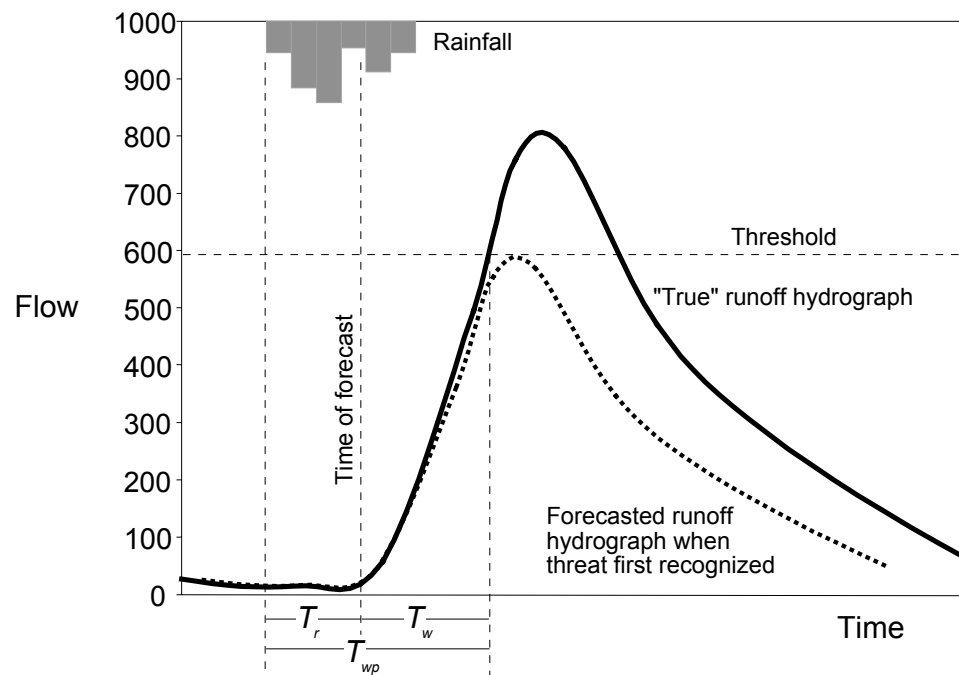 1000
Rainfall
900
800
700
Threshold
600
"True" runoff hydrograph
Flow
500
400
Time of forecast
300
200
Forecasted runoff
hydrograph when
threat first recognized
100
0
Tr
Tw
Time
Twp